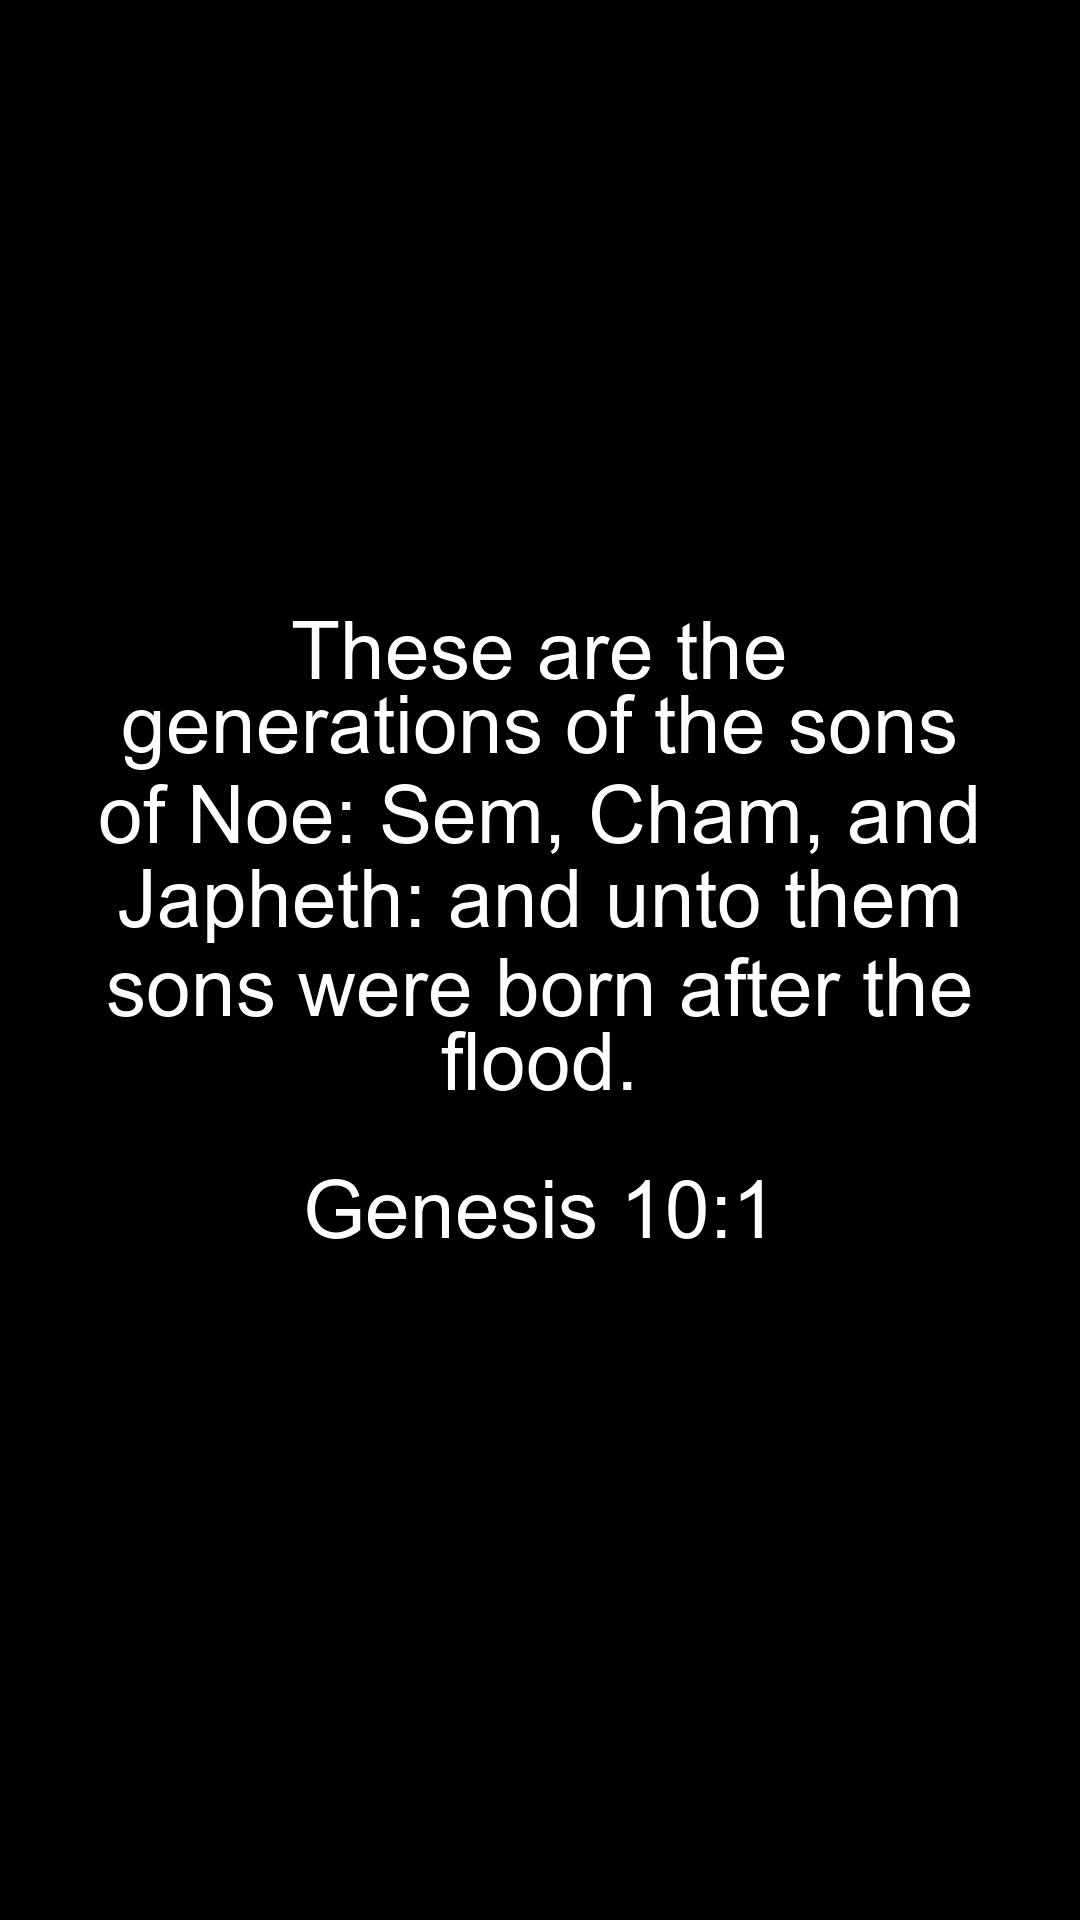 These are the
generations of the sons
of Noe: Sem, Cham, and
Japheth: and unto them
sons were born after the
flood.
Genesis 10:1